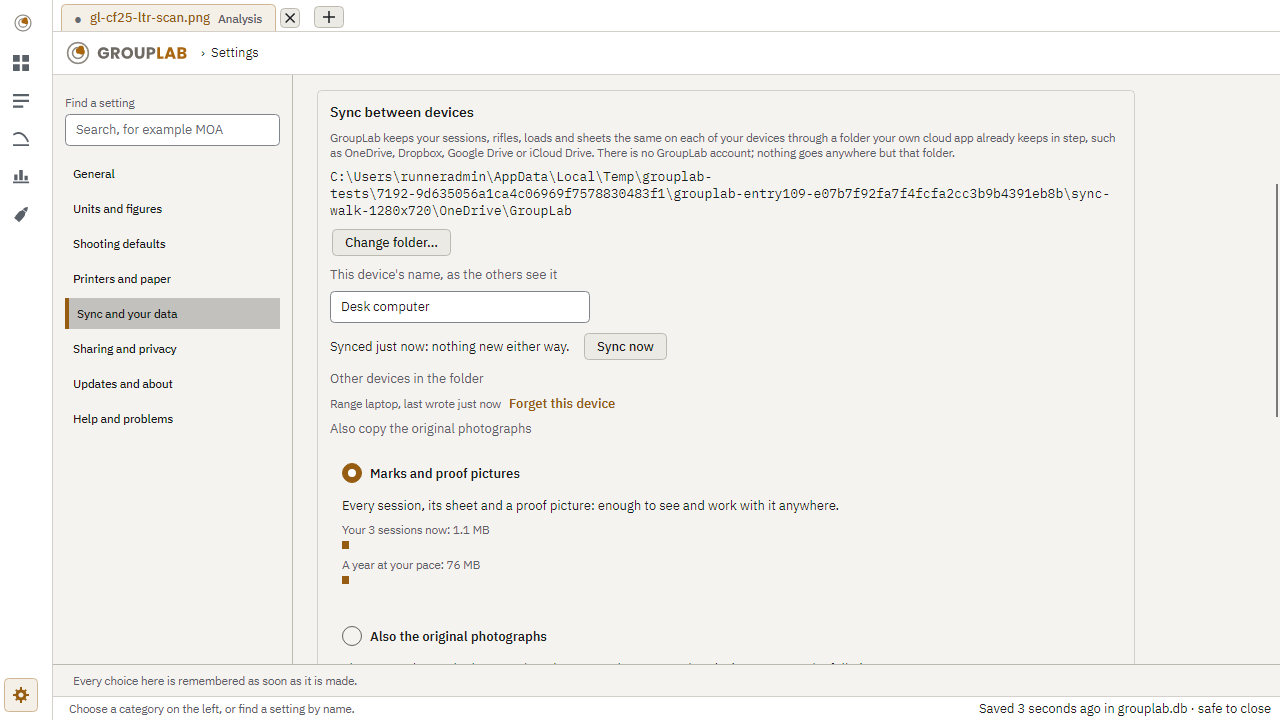 gl-cf25-ltr-scan.png Analysis
GROUPLAB › Settings
Find a setting
Search, for example MOA
General
Units and figures
Shooting defaults
Printers and paper
Sync and your data
Sharing and privacy
Updates and about
Help and problems
Sync between devices
GroupLab keeps your sessions, rifles, loads and sheets the same on each of your devices through a folder your own cloud app already keeps in step, such
as OneDrive, Dropbox, Google Drive or iCloud Drive. There is no GroupLab account; nothing goes anywhere but that folder.
C:\Users\runneradmin\AppData\Local\Temp\grouplab-
tests\7192-9d635056a1ca4c06969f7578830483f1\grouplab-entry109-e07b7f92fa7f4fcfa2cc3b9b4391eb8b\sync-
walk-1280x720\OneDrive\GroupLab
Change folder...
This device's name, as the others see it
Desk computer
Synced just now: nothing new either way. Sync now
Other devices in the folder
Range laptop, last wrote just now Forget this device
Also copy the original photographs
Marks and proof pictures
Every session, its sheet and a proof picture: enough to see and work with it anywhere.
Your 3 sessions now: 1.1 MB
A year at your pace: 76 MB
Also the original photographs
Every choice here is remembered as soon as it is made.
Choose a category on the left, or find a setting by name.
Saved 3 seconds ago in grouplab.db · safe to close